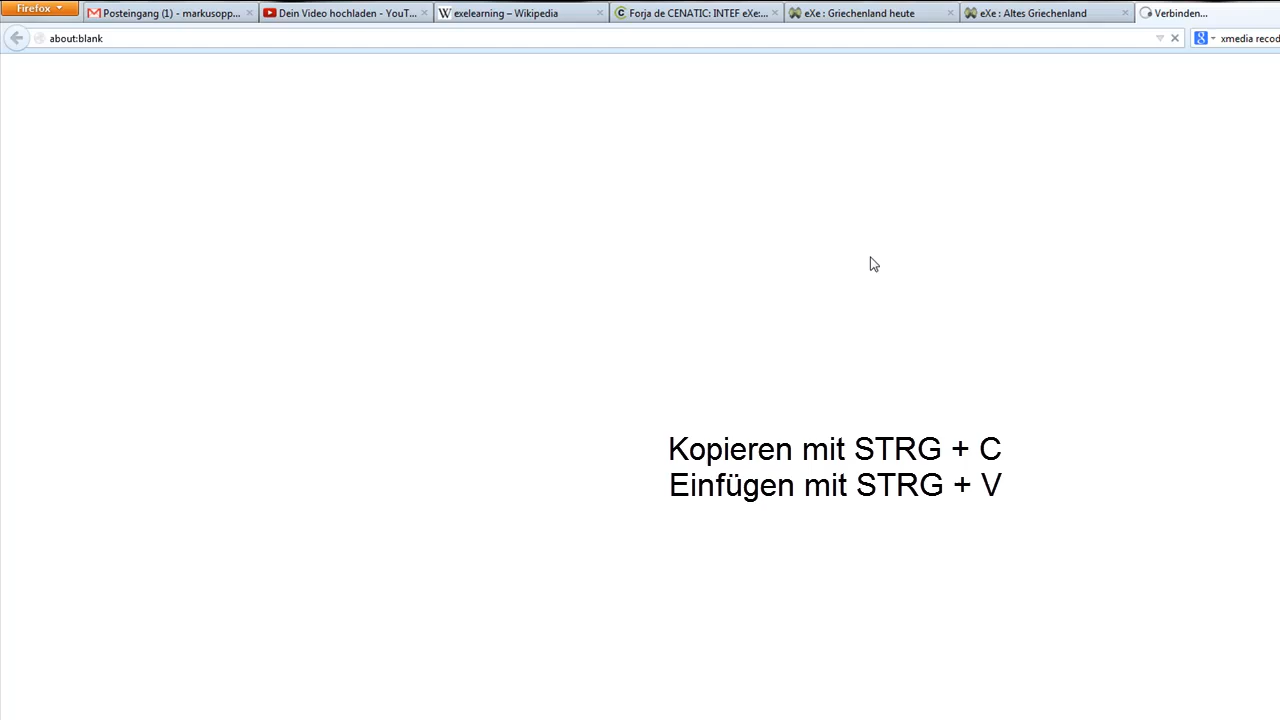 Firefox
Posteingang (1) - markusopp...
Dein Video hochladen - YouT...
exelearning – Wikipedia
Forja de CENATIC: INTEF eXe:...
eXe : Griechenland heute
eXe : Altes Griechenland
Verbinden...
about:blank
xmedia recod
Kopieren mit STRG + C
Einfügen mit STRG + V